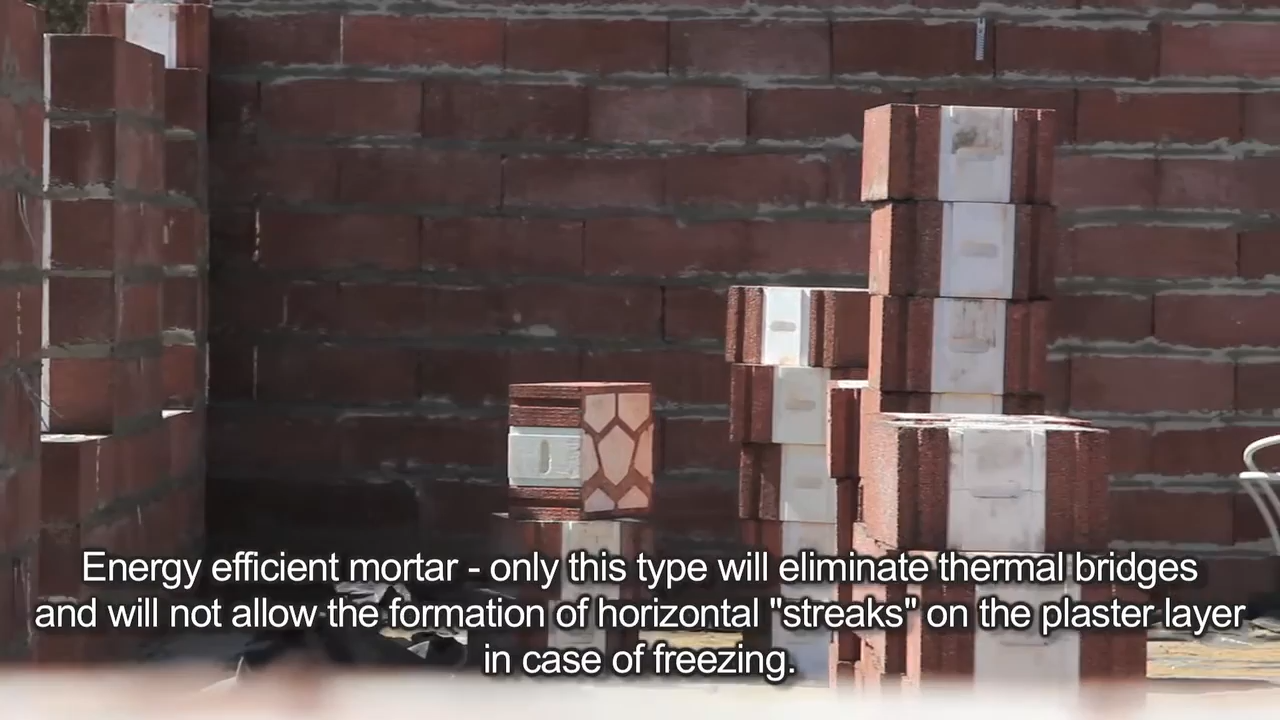 Energy efficient mortar - only this type will eliminate thermal bridges
and will not allow the formation of horizontal "streaks" on the plaster layer
in case of freezing.